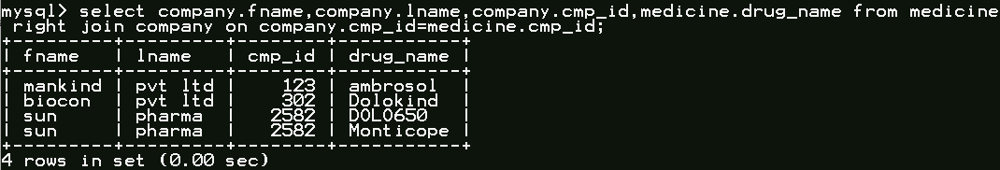 mysql> select company.fname,company.lname,company.cmp_id,medicine.drug_name from medicine
right join company on company.cmp_id=medicine.cmp_id;
+---------+---------+--------+-----------+
| fname   | lname   | cmp_id | drug_name |
+---------+---------+--------+-----------+
| mankind | pvt ltd |    123 | ambrosol  |
| biocon  | pvt ltd |    302 | Dolokind  |
| sun     | pharma  |   2582 | DOLO650   |
| sun     | pharma  |   2582 | Monticope |
+---------+---------+--------+-----------+
4 rows in set (0.00 sec)